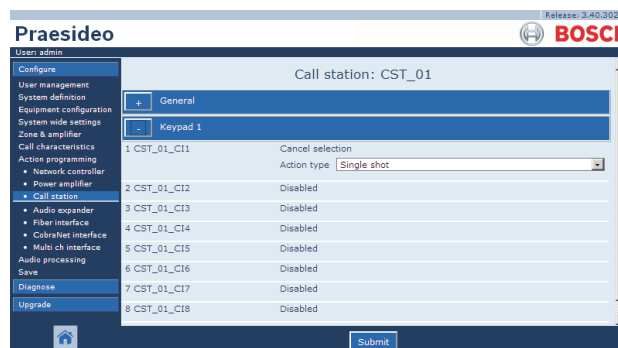 Release: 3.40.302
Praesideo
BOSCH
User: admin
Configure
User management
System definition
Equipment configuration
System wide settings
Zone & amplifier
Call characteristics
Action programming
• Network controller
• Power amplifier
• Call station
• Audio expander
• Fiber interface
• CobraNet interface
• Multi ch interface
Audio processing
Save
Diagnose
Upgrade
Call station: CST_01
+ General
- Keypad 1
1 CST_01_CI1 Cancel selection
Action type Single shot
2 CST_01_CI2 Disabled
3 CST_01_CI3 Disabled
4 CST_01_CI4 Disabled
5 CST_01_CI5 Disabled
6 CST_01_CI6 Disabled
7 CST_01_CI7 Disabled
8 CST_01_CI8 Disabled
Submit